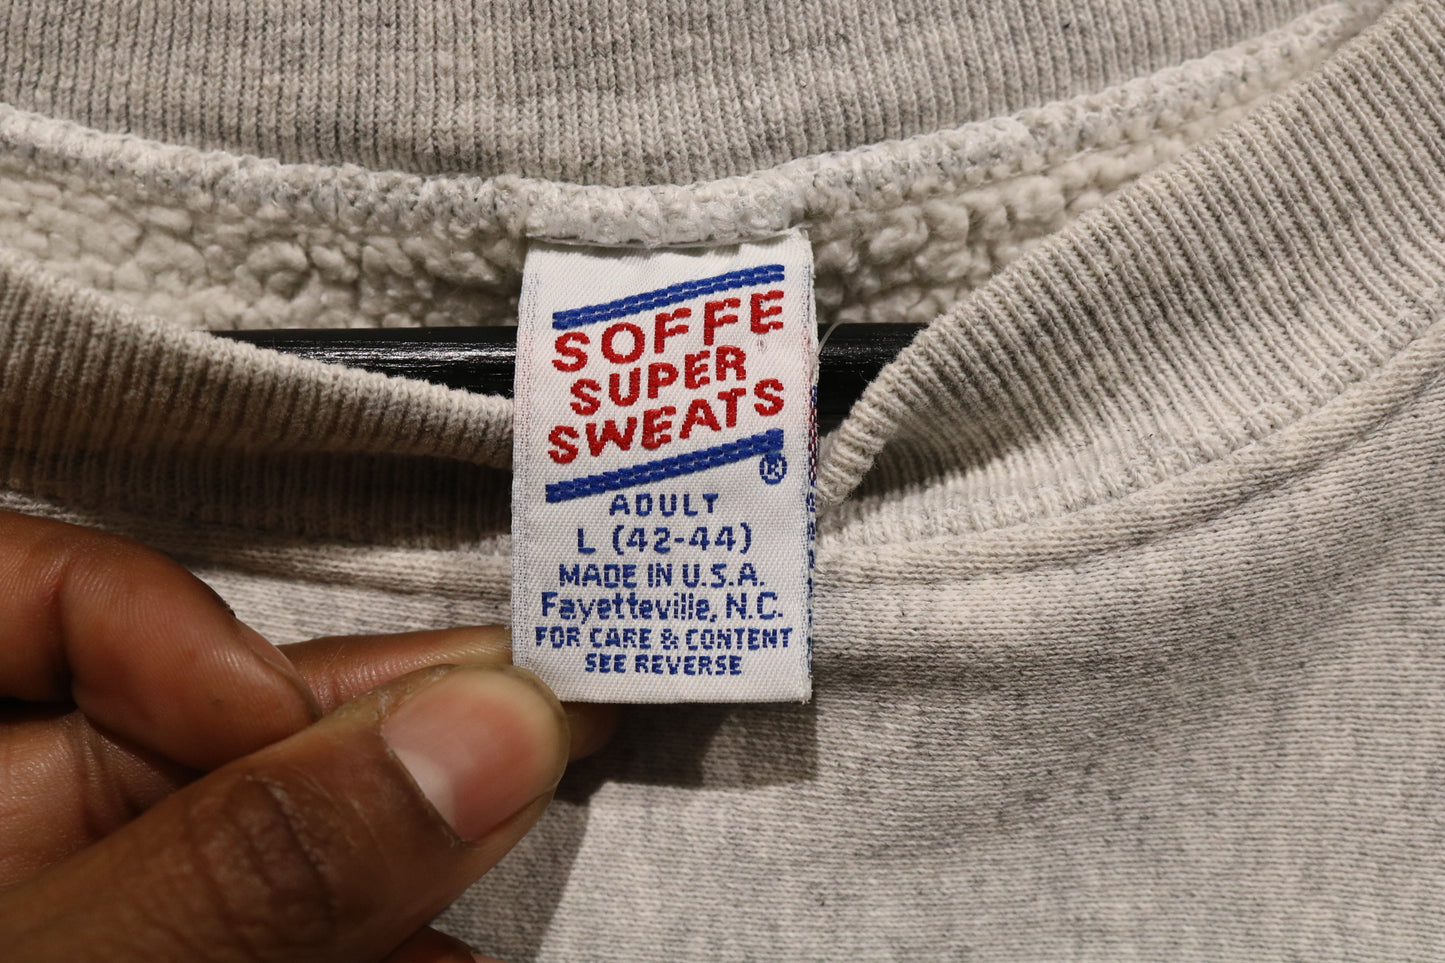 SOFFE
SUPER
SWEATS
®
ADULT
L (42-44)
MADE IN U.S.A.
Fayetteville, N.C.
FOR CARE & CONTENT
SEE REVERSE